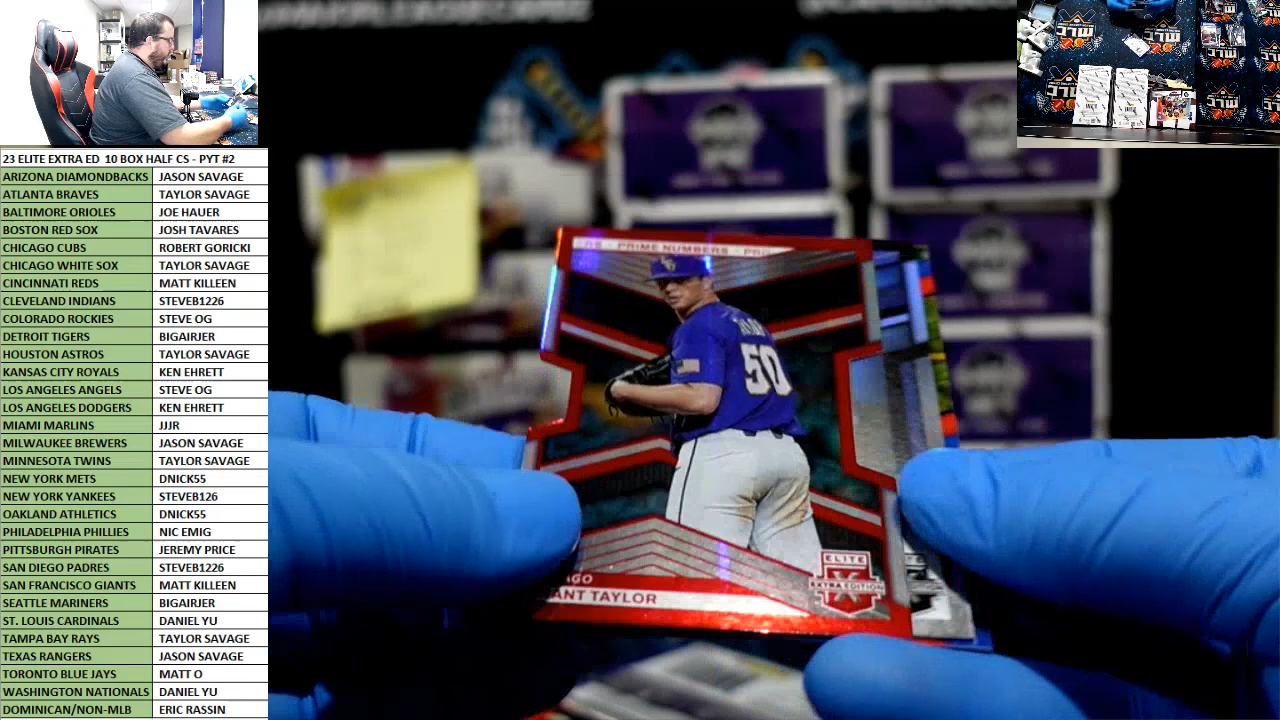 23 ELITE EXTRA ED 10 BOX HALF CS - PYT #2
ARIZONA DIAMONDBACKS JASON SAVAGE
ATLANTA BRAVES TAYLOR SAVAGE
BALTIMORE ORIOLES JOE HAUER
BOSTON RED SOX JOSH TAVARES
CHICAGO CUBS ROBERT GORICKI
CHICAGO WHITE SOX TAYLOR SAVAGE
CINCINNATI REDS MATT KILLEEN
CLEVELAND INDIANS STEVEB1226
COLORADO ROCKIES STEVE OG
DETROIT TIGERS BIGAIRJER
HOUSTON ASTROS TAYLOR SAVAGE
KANSAS CITY ROYALS KEN EHRETT
LOS ANGELES ANGELS STEVE OG
LOS ANGELES DODGERS KEN EHRETT
MIAMI MARLINS JJJR
MILWAUKEE BREWERS JASON SAVAGE
MINNESOTA TWINS TAYLOR SAVAGE
NEW YORK METS DNICK55
NEW YORK YANKEES STEVEB126
OAKLAND ATHLETICS DNICK55
PHILADELPHIA PHILLIES NIC EMIG
PITTSBURGH PIRATES JEREMY PRICE
SAN DIEGO PADRES STEVEB1226
SAN FRANCISCO GIANTS MATT KILLEEN
SEATTLE MARINERS BIGAIRJER
ST. LOUIS CARDINALS DANIEL YU
TAMPA BAY RAYS TAYLOR SAVAGE
TEXAS RANGERS JASON SAVAGE
TORONTO BLUE JAYS MATT O
WASHINGTON NATIONALS DANIEL YU
DOMINICAN/NON-MLB ERIC RASSIN
PRIME NUMBERS
50
ELITE
EXTRA EDITION
AGO
ANT TAYLOR